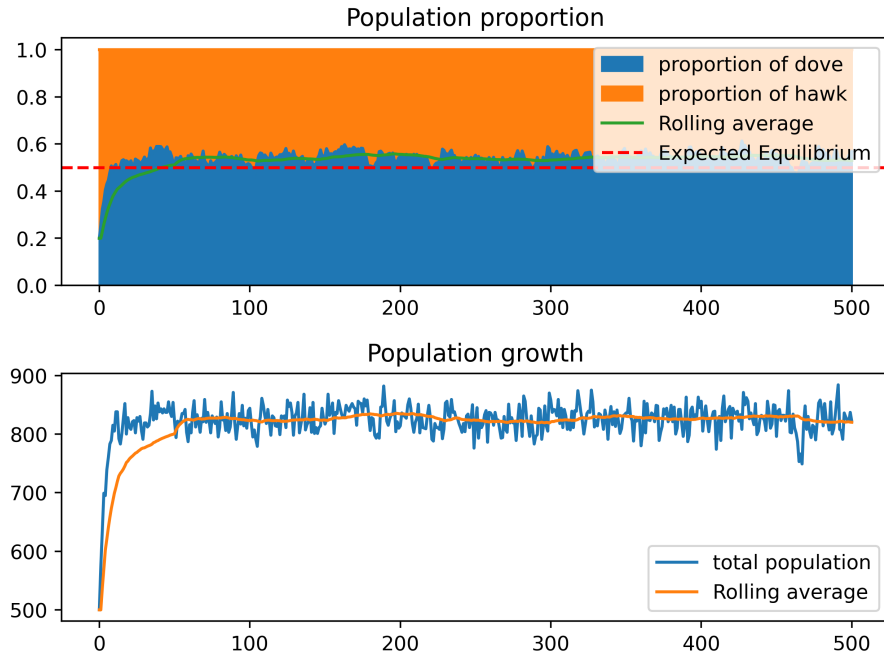 Population proportion
1.0
0.8
0.6
0.4
0.2
0.0
proportion of dove
proportion of hawk
Rolling average
Expected Equilibrium
0 100 200 300 400 500
Population growth
900
800
700
600
500
total population
Rolling average
0 100 200 300 400 500